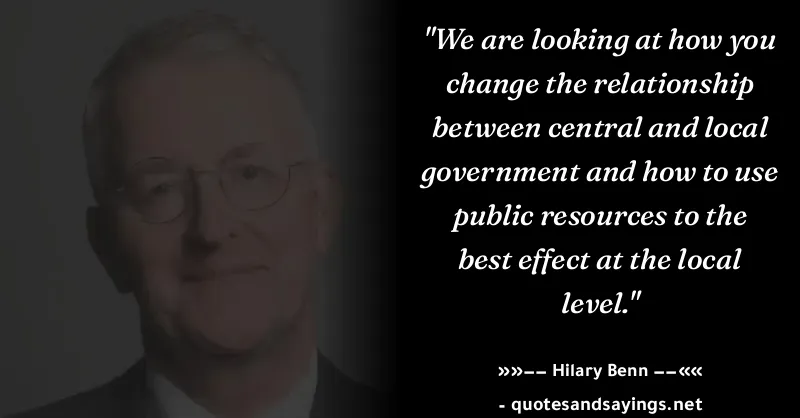 "We are looking at how you
change the relationship
between central and local
government and how to use
public resources to the
best effect at the local
level."
»»–– Hilary Benn ––««
- quotesandsayings.net